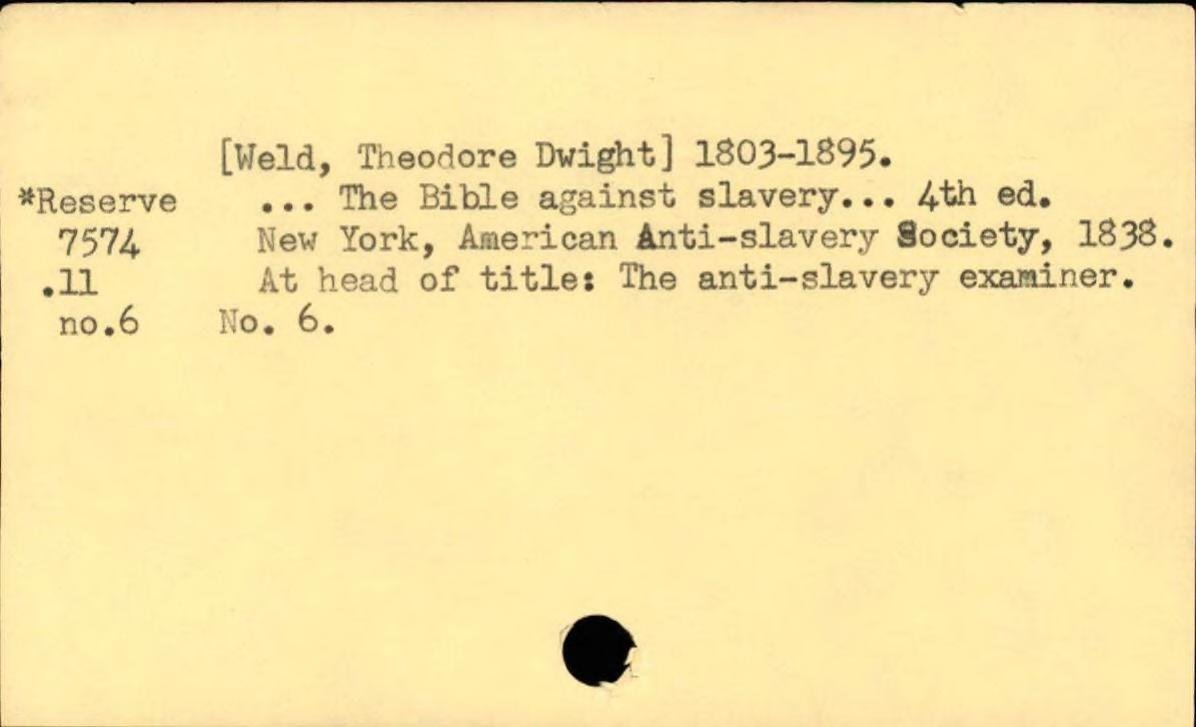 [Weld, Theodore Dwight] 1803-1895.
*Reserve ... The Bible against slavery... 4th ed.
7574 New York, American Anti-slavery Society, 1838.
.11 At head of title: The anti-slavery examiner.
no.6 No. 6.